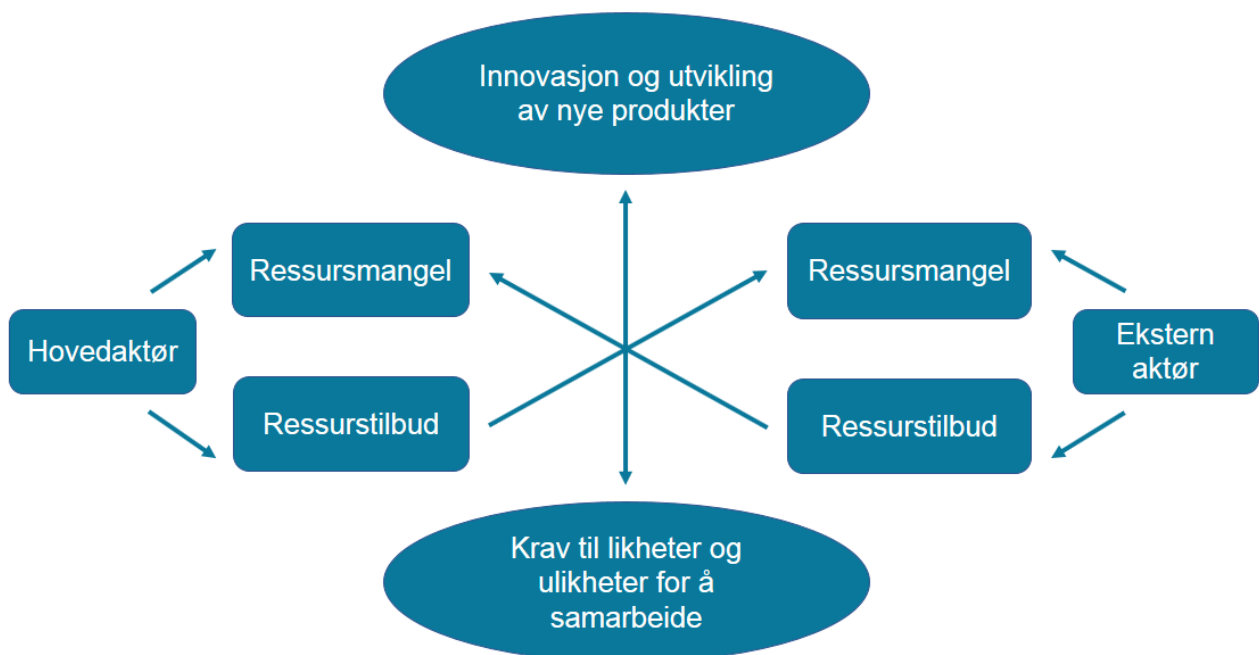 Innovasjon og utvikling
av nye produkter
Ressursmangel
Ressursmangel
Hovedaktør
Ekstern
aktør
Ressurstilbud
Ressurstilbud
Krav til likheter og
ulikheter for å
samarbeide